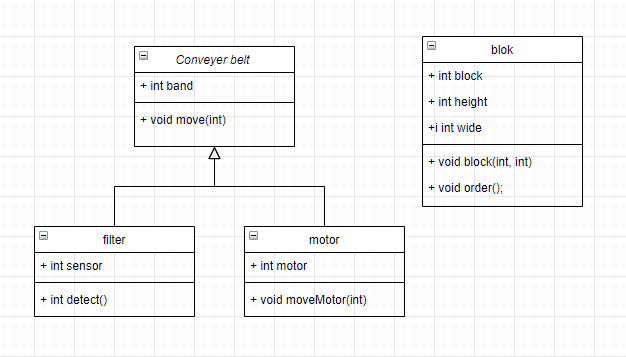 Conveyer belt
+ int band
+ void move(int)
blok
+ int block
+ int height
+i int wide
+ void block(int, int)
+ void order();
filter
+ int sensor
+ int detect()
motor
+ int motor
+ void moveMotor(int)